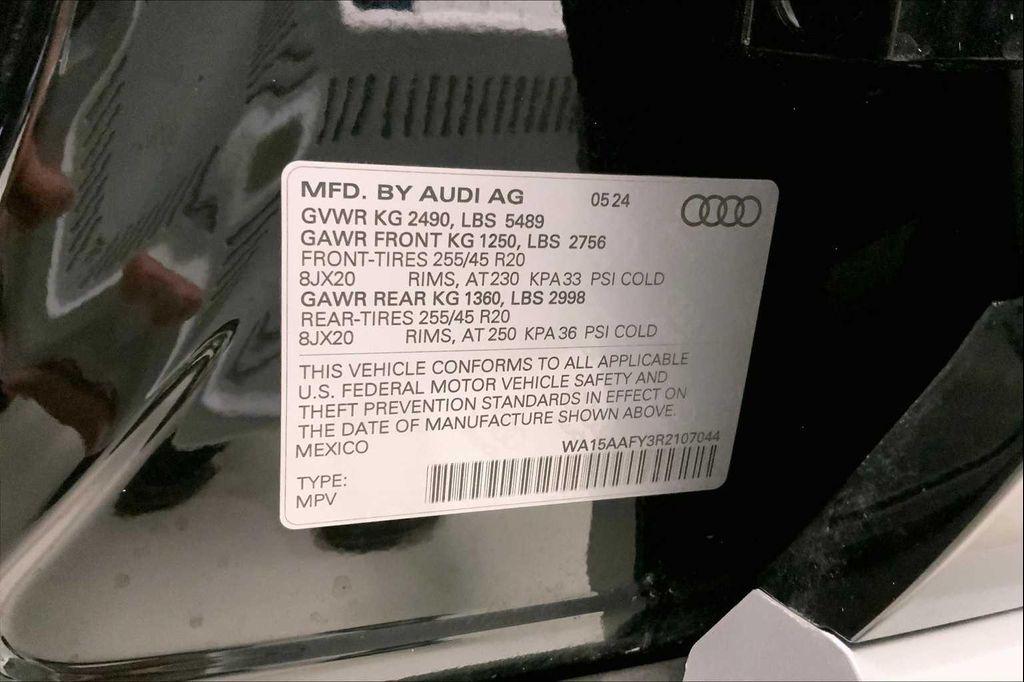 MFD. BY AUDI AG 05 24
GVWR KG 2490, LBS 5489
GAWR FRONT KG 1250, LBS 2756
FRONT-TIRES 255/45 R20
8JX20 RIMS, AT 230 KPA 33 PSI COLD
GAWR REAR KG 1360, LBS 2998
REAR-TIRES 255/45 R20
8JX20 RIMS, AT 250 KPA 36 PSI COLD
THIS VEHICLE CONFORMS TO ALL APPLICABLE
U.S. FEDERAL MOTOR VEHICLE SAFETY AND
THEFT PREVENTION STANDARDS IN EFFECT ON
THE DATE OF MANUFACTURE SHOWN ABOVE.
MEXICO WA15AAFY3R2107044
TYPE:
MPV